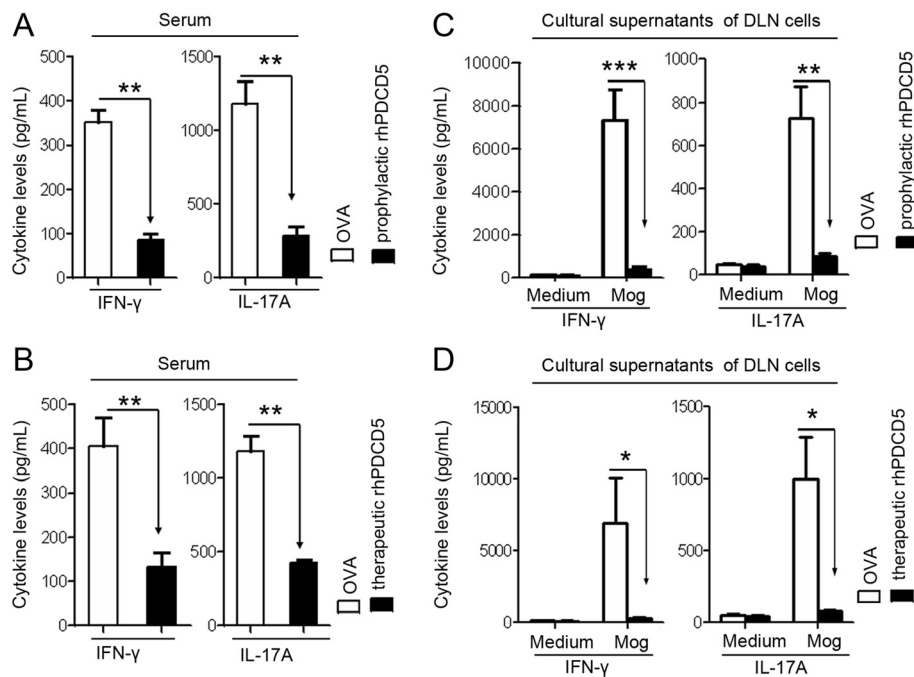 A
Serum
Cytokine levels (pg/mL)
500
400
300
200
100
0
**
IFN-γ
1500
1000
500
0
**
IL-17A
OVA
prophylactic rhPDCD5
B
Serum
Cytokine levels (pg/mL)
500
400
300
400
200
100
0
**
IFN-γ
1500
1000
500
0
**
IL-17A
OVA
therapeutic rhPDCD5
C
Cultural supernatants of DLN cells
Cytokine levels (pg/mL)
10000
8000
6000
4000
2000
0
***
Medium Mog
IFN-γ
1000
800
600
400
200
0
**
Medium Mog
IL-17A
OVA
prophylactic rhPDCD5
D
Cultural supernatants of DLN cells
Cytokine levels (pg/mL)
15000
10000
5000
0
*
Medium Mog
IFN-γ
1500
1000
500
0
*
Medium Mog
IL-17A
OVA
therapeutic rhPDCD5